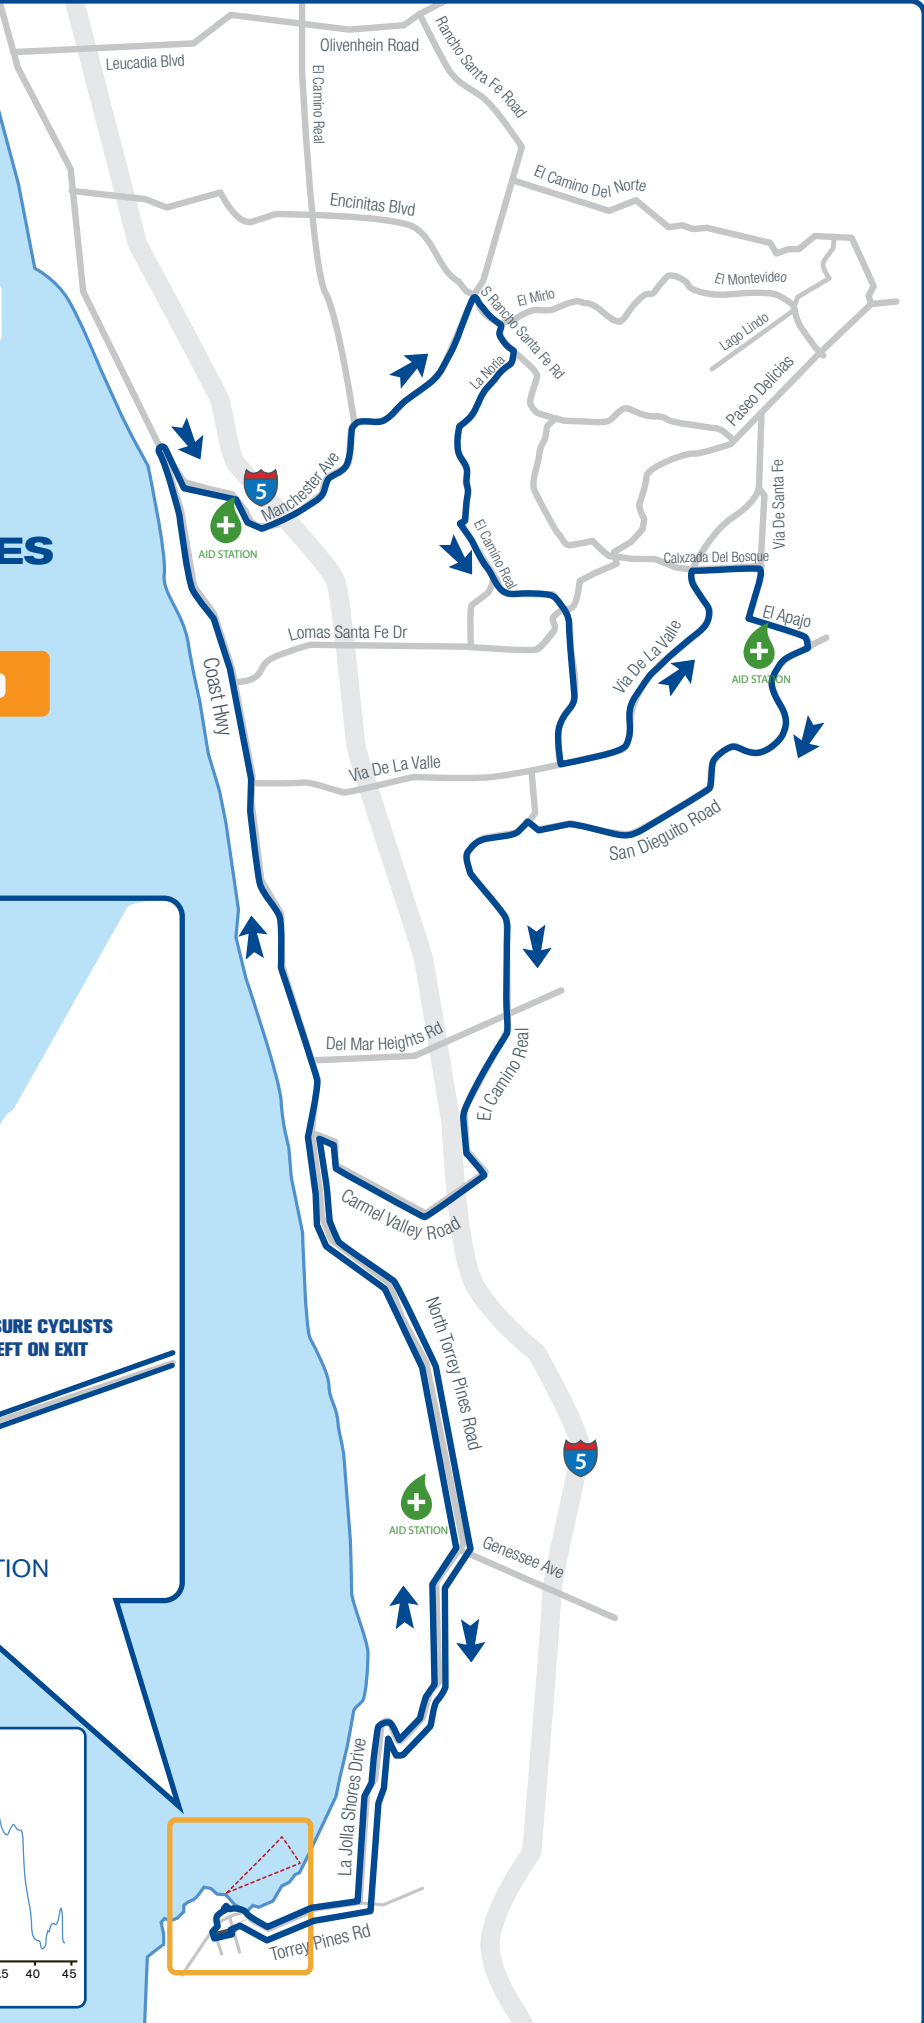 Olivenhein Road
Leucadia Blvd
El Camino Real
Rancho Santa Fe Road
El Camino Del Norte
Encinitas Blvd
El Montevideo
El Mirlo
S Rancho Santa Fe Rd
Lago Lindo
La Noria
Paseo Delicias
5
Manchester Ave
AID STATION
Via De Santa Fe
El Camino Real
ES
Calxzada Del Bosque
El Apajo
Lomas Santa Fe Dr
Via De La Valle
AID STATION
Coast Hwy
Via De La Valle
San Dieguito Road
Del Mar Heights Rd
El Camino Real
Carmel Valley Road
SURE CYCLISTS
EFT ON EXIT
North Torrey Pines Road
5
AID STATION
Genessee Ave
TION
La Jolla Shores Drive
Torrey Pines Rd
5 40 45